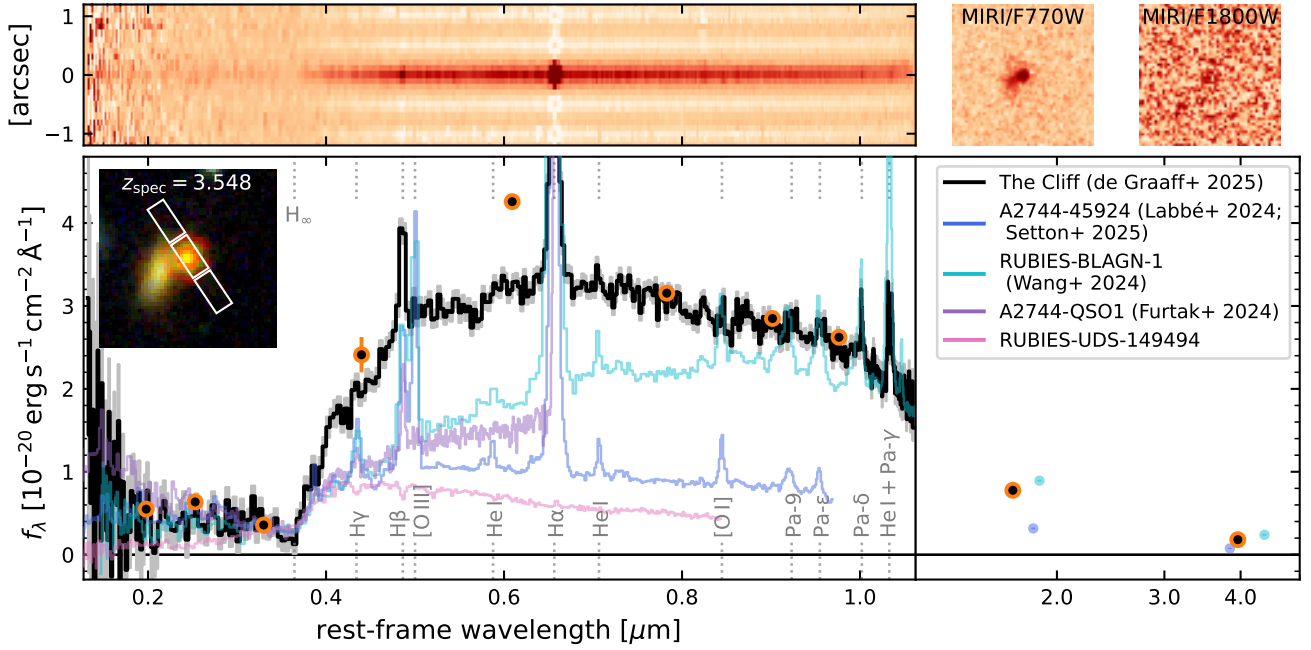 MIRI/F770W
MIRI/F1800W
[arcsec]
1
0
−1
z_spec = 3.548
H∞
f_λ [10⁻²⁰ erg s⁻¹ cm⁻² Å⁻¹]
4
3
2
1
0
Hγ
Hβ
[O III]
He I
Hα
He I
[O II]
Pa-9
Pa-ε
Pa-δ
He I + Pa-γ
The Cliff (de Graaff+ 2025)
A2744-45924 (Labbé+ 2024;
Setton+ 2025)
RUBIES-BLAGN-1
(Wang+ 2024)
A2744-QSO1 (Furtak+ 2024)
RUBIES-UDS-149494
0.2
0.4
0.6
0.8
1.0
2.0
3.0
4.0
rest-frame wavelength [μm]